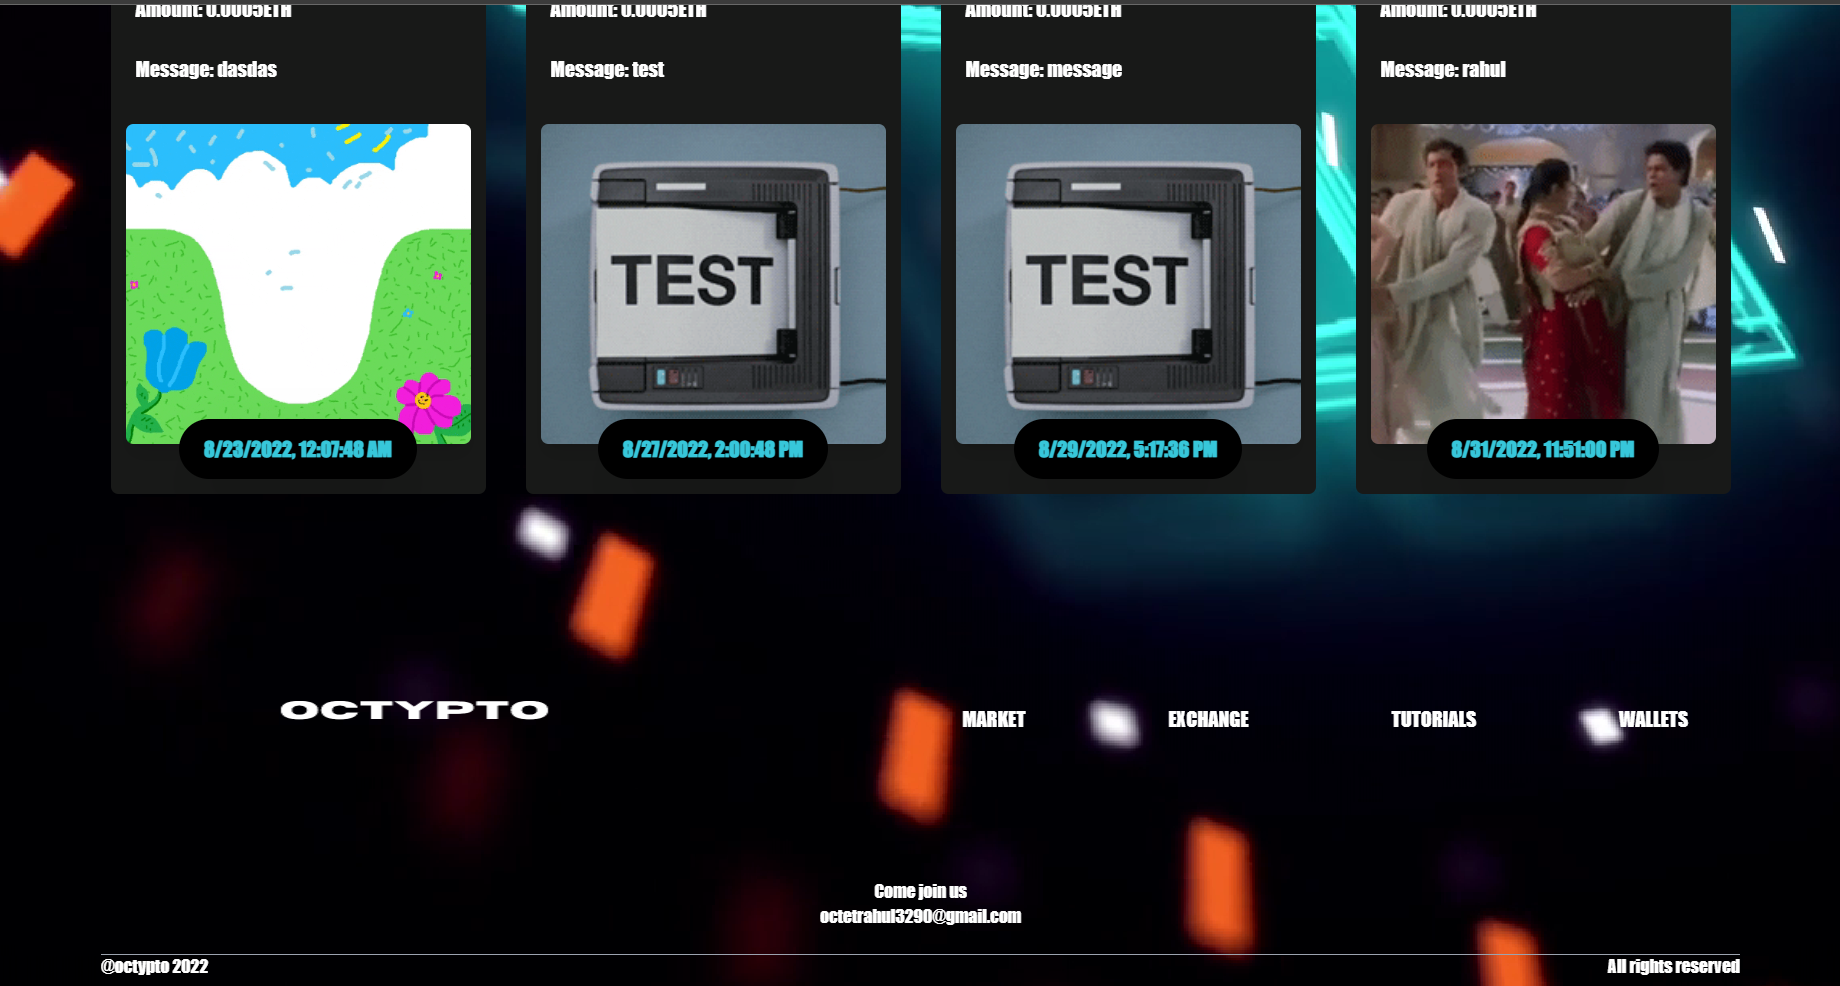 Amount: 0.0005ETH
Amount: 0.0005ETH
Amount: 0.0005ETH
Amount: 0.0005ETH
Message: dasdas
Message: test
Message: message
Message: rahul
TEST
TEST
8/23/2022, 12:07:48 AM
8/27/2022, 2:00:48 PM
8/29/2022, 5:17:36 PM
8/31/2022, 11:51:00 PM
OCTYPTO
MARKET
EXCHANGE
TUTORIALS
WALLETS
Come join us
octetrahul3290@gmail.com
@octypto 2022
All rights reserved